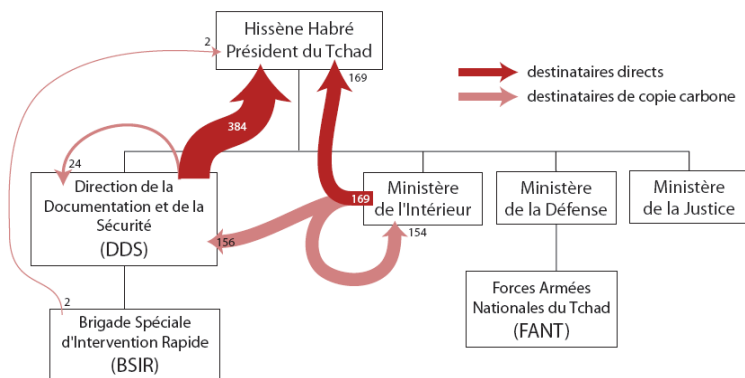 2
Hissène Habré
Président du Tchad
169
destinataires directs
destinataires de copie carbone
384
24
Direction de la
Documentation et de la
Sécurité
(DDS)
169
Ministère
de l'Intérieur
Ministère
de la Défense
Ministère
de la Justice
156
154
2
Brigade Spéciale
d'Intervention Rapide
(BSIR)
Forces Armées
Nationales du Tchad
(FANT)